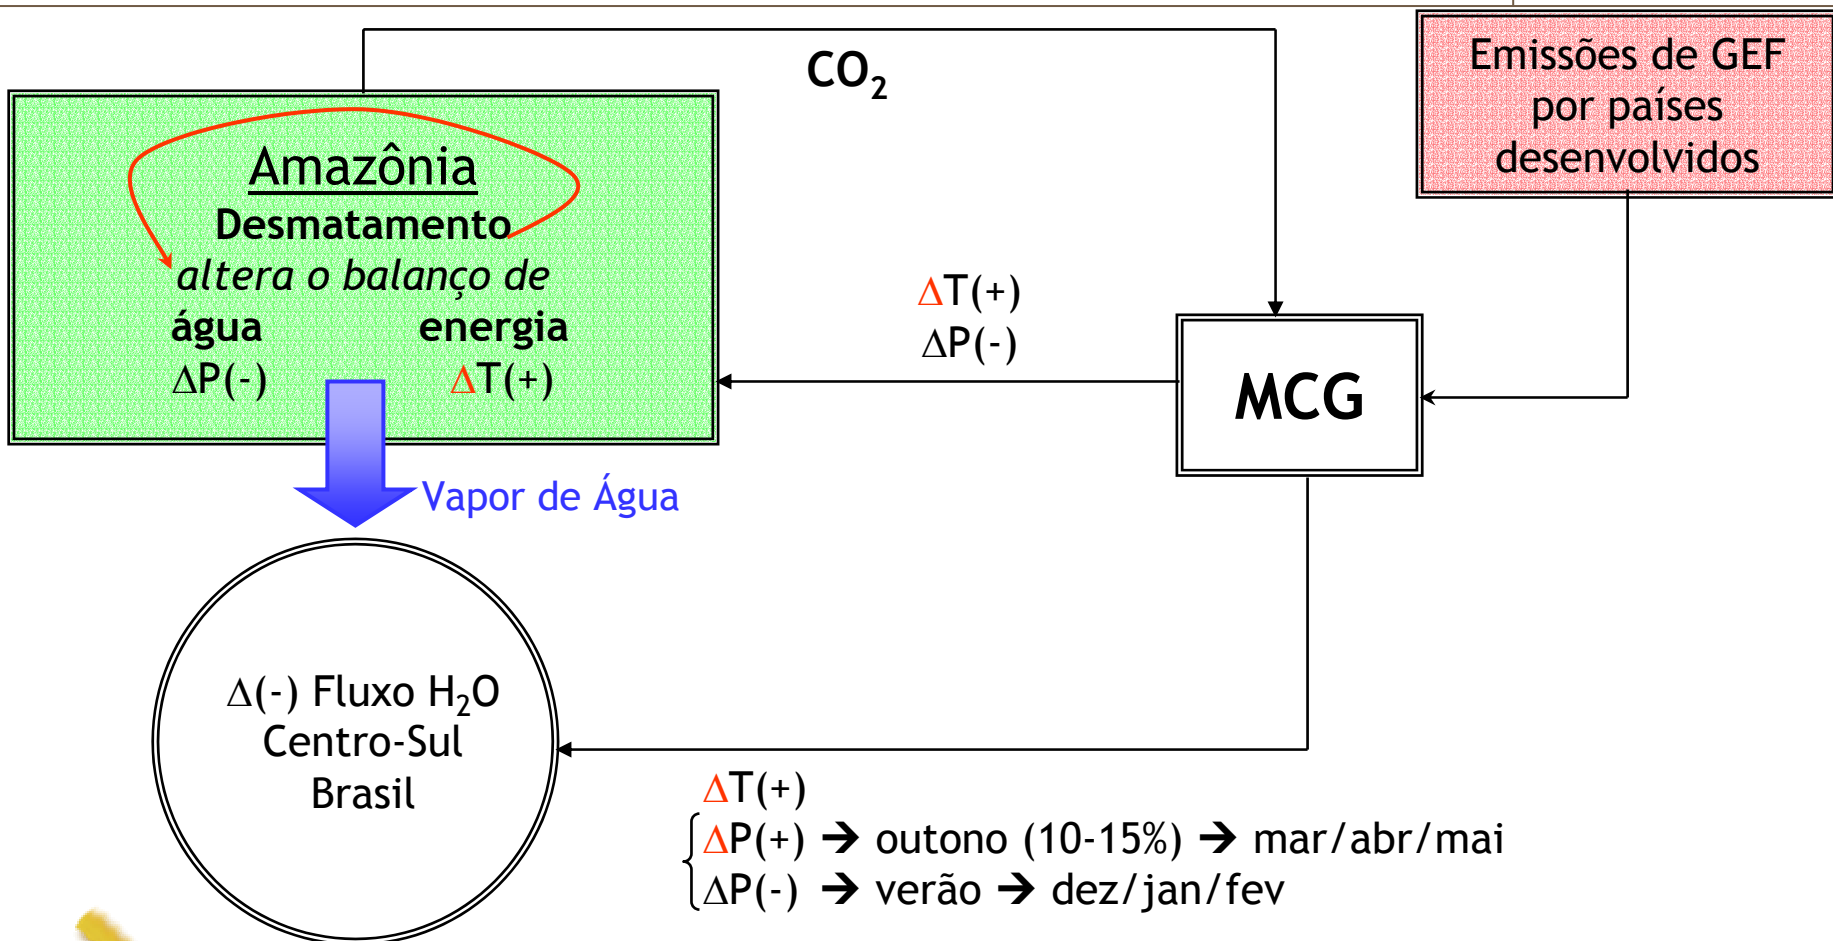 CO₂
Emissões de GEF
por países
desenvolvidos
Amazônia
Desmatamento
altera o balanço de
água energia
ΔP(-) ΔT(+)
ΔT(+)
ΔP(-)
MCG
Vapor de Água
Δ(-) Fluxo H₂O
Centro-Sul
Brasil
ΔT(+)
ΔP(+) → outono (10-15%) → mar/abr/mai
ΔP(-) → verão → dez/jan/fev